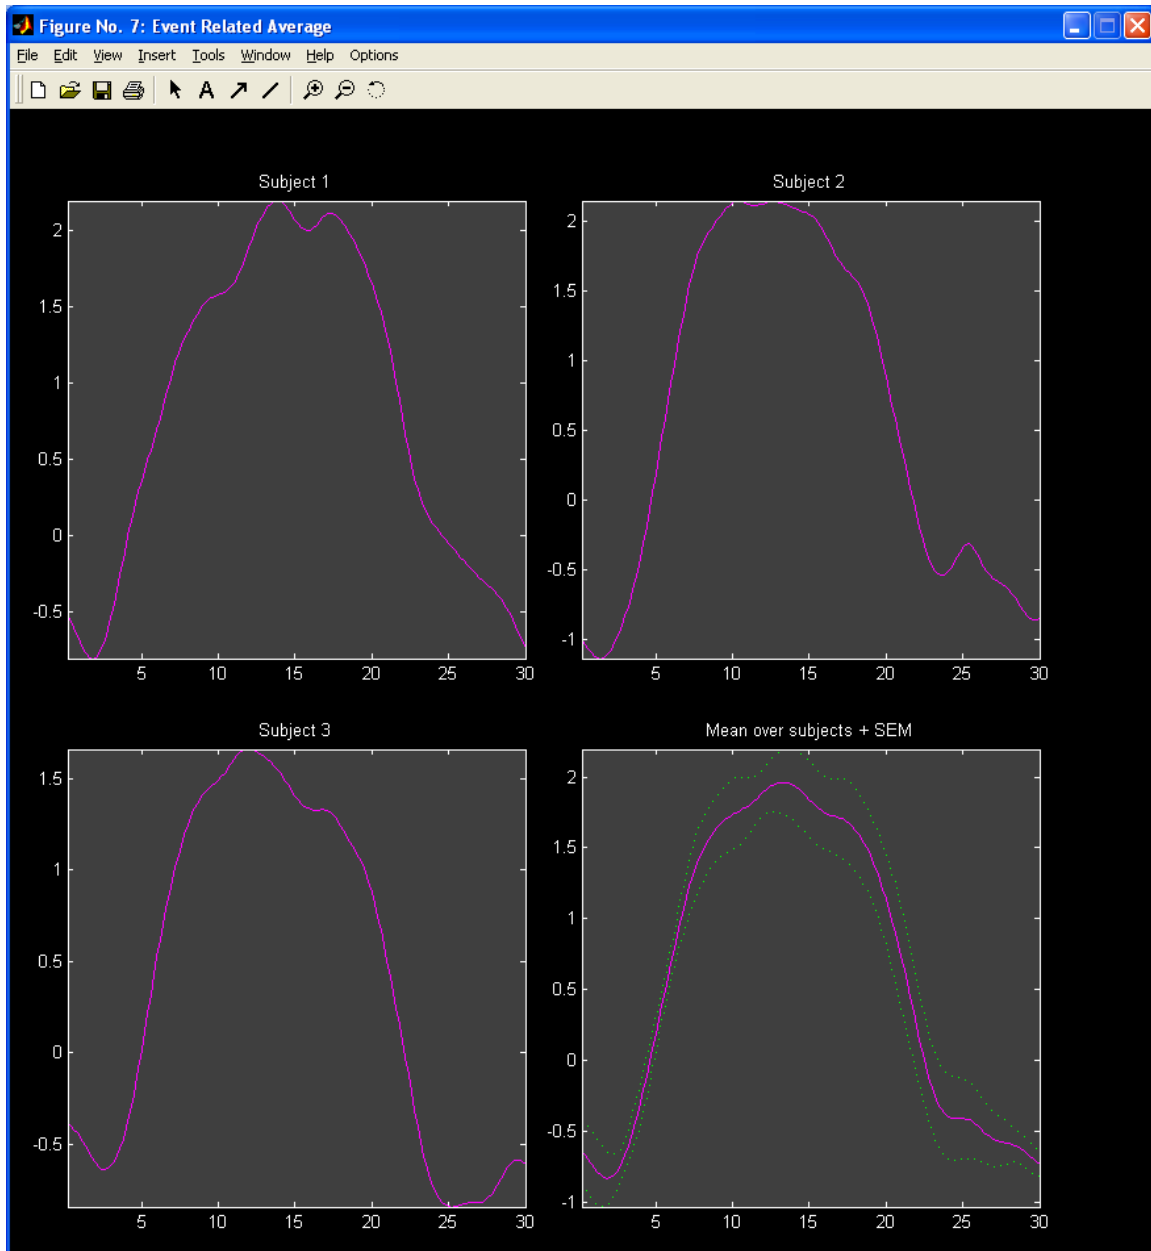 Figure No. 7: Event Related Average
File Edit View Insert Tools Window Help Options
A
Subject 1
2
1.5
1
0.5
0
-0.5
5 10 15 20 25 30
Subject 2
2
1.5
1
0.5
0
-0.5
-1
5 10 15 20 25 30
Subject 3
1.5
1
0.5
0
-0.5
5 10 15 20 25 30
Mean over subjects + SEM
2
1.5
1
0.5
0
-0.5
-1
5 10 15 20 25 30